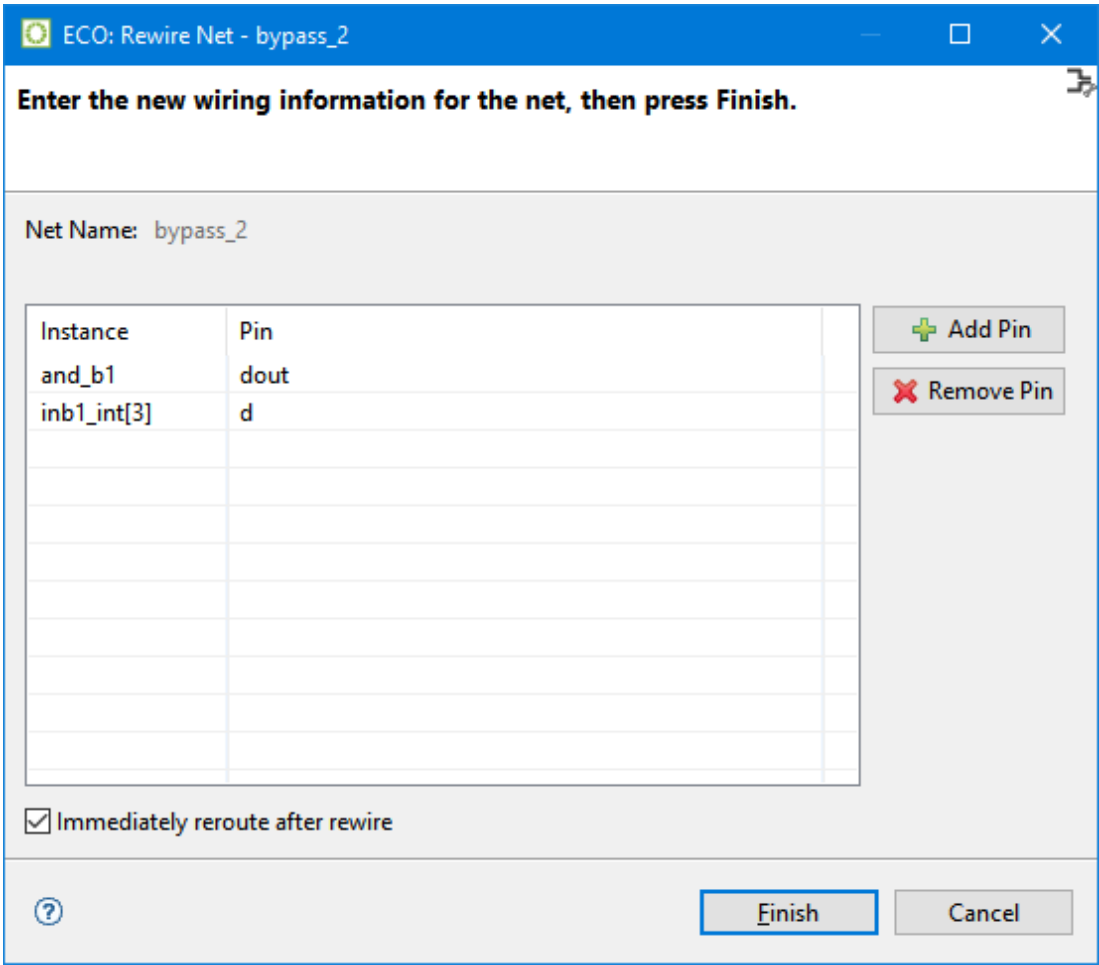 ECO: Rewire Net - bypass_2
Enter the new wiring information for the net, then press Finish.
Net Name: bypass_2
Instance Pin
Add Pin
and_b1 dout
Remove Pin
inb1_int[3] d
Immediately reroute after rewire
? Finish Cancel